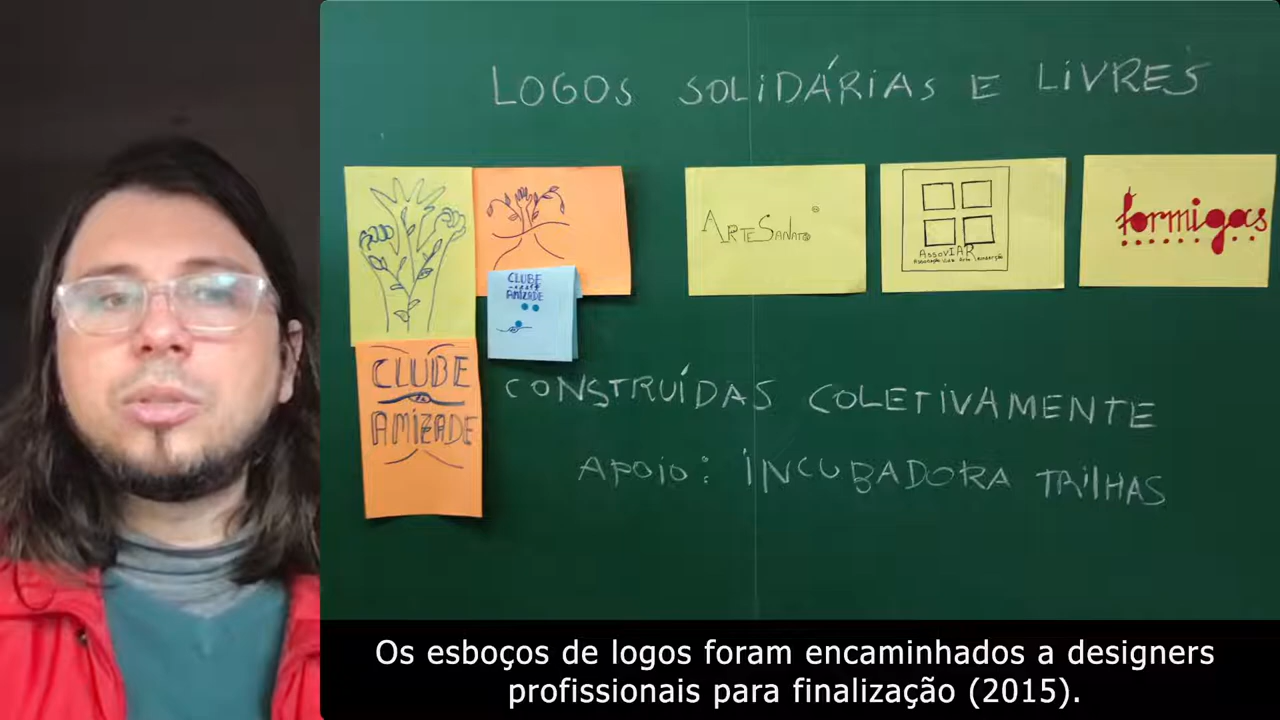 LOGOS SOLIDÁRIAS E LIVRES
ARTESANATO
ASSOVIAR
formigas
CLUBE
AMIZADE
CLUBE
DA
AMIZADE
CONSTRUÍDAS COLETIVAMENTE
APOIO: INCUBADORA TRILHAS
Os esboços de logos foram encaminhados a designers
profissionais para finalização (2015).